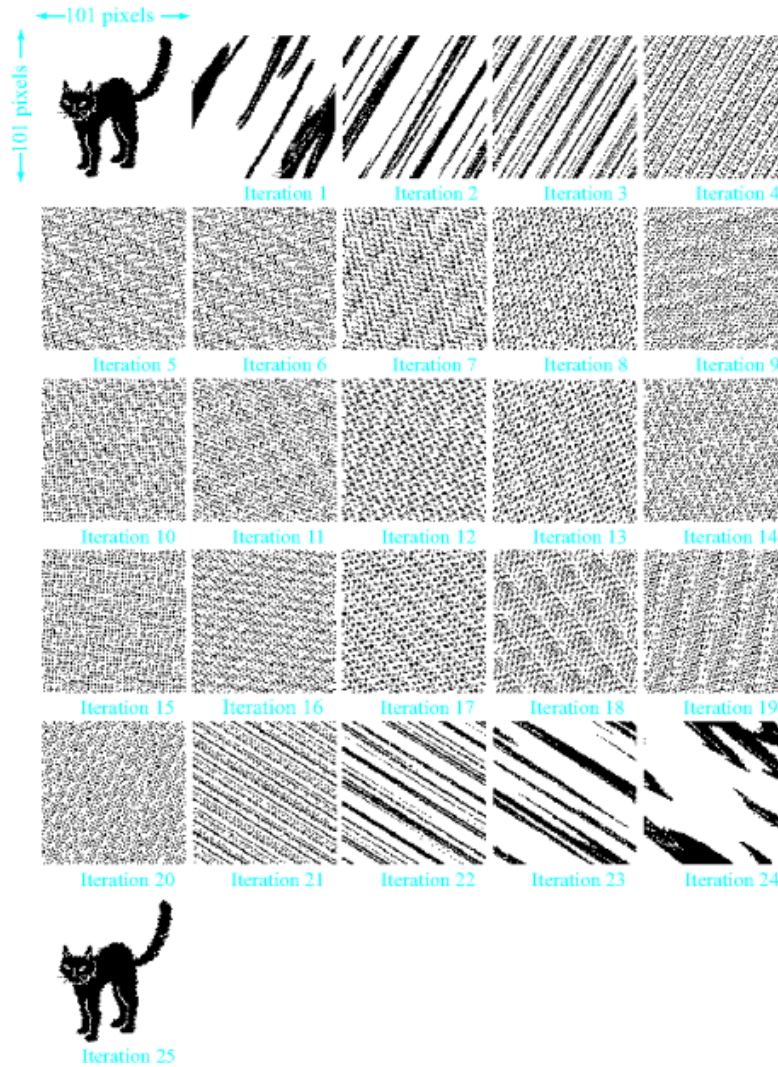 101 pixels
101 pixels
Iteration 1
Iteration 2
Iteration 3
Iteration 4
Iteration 5
Iteration 6
Iteration 7
Iteration 8
Iteration 9
Iteration 10
Iteration 11
Iteration 12
Iteration 13
Iteration 14
Iteration 15
Iteration 16
Iteration 17
Iteration 18
Iteration 19
Iteration 20
Iteration 21
Iteration 22
Iteration 23
Iteration 24
Iteration 25